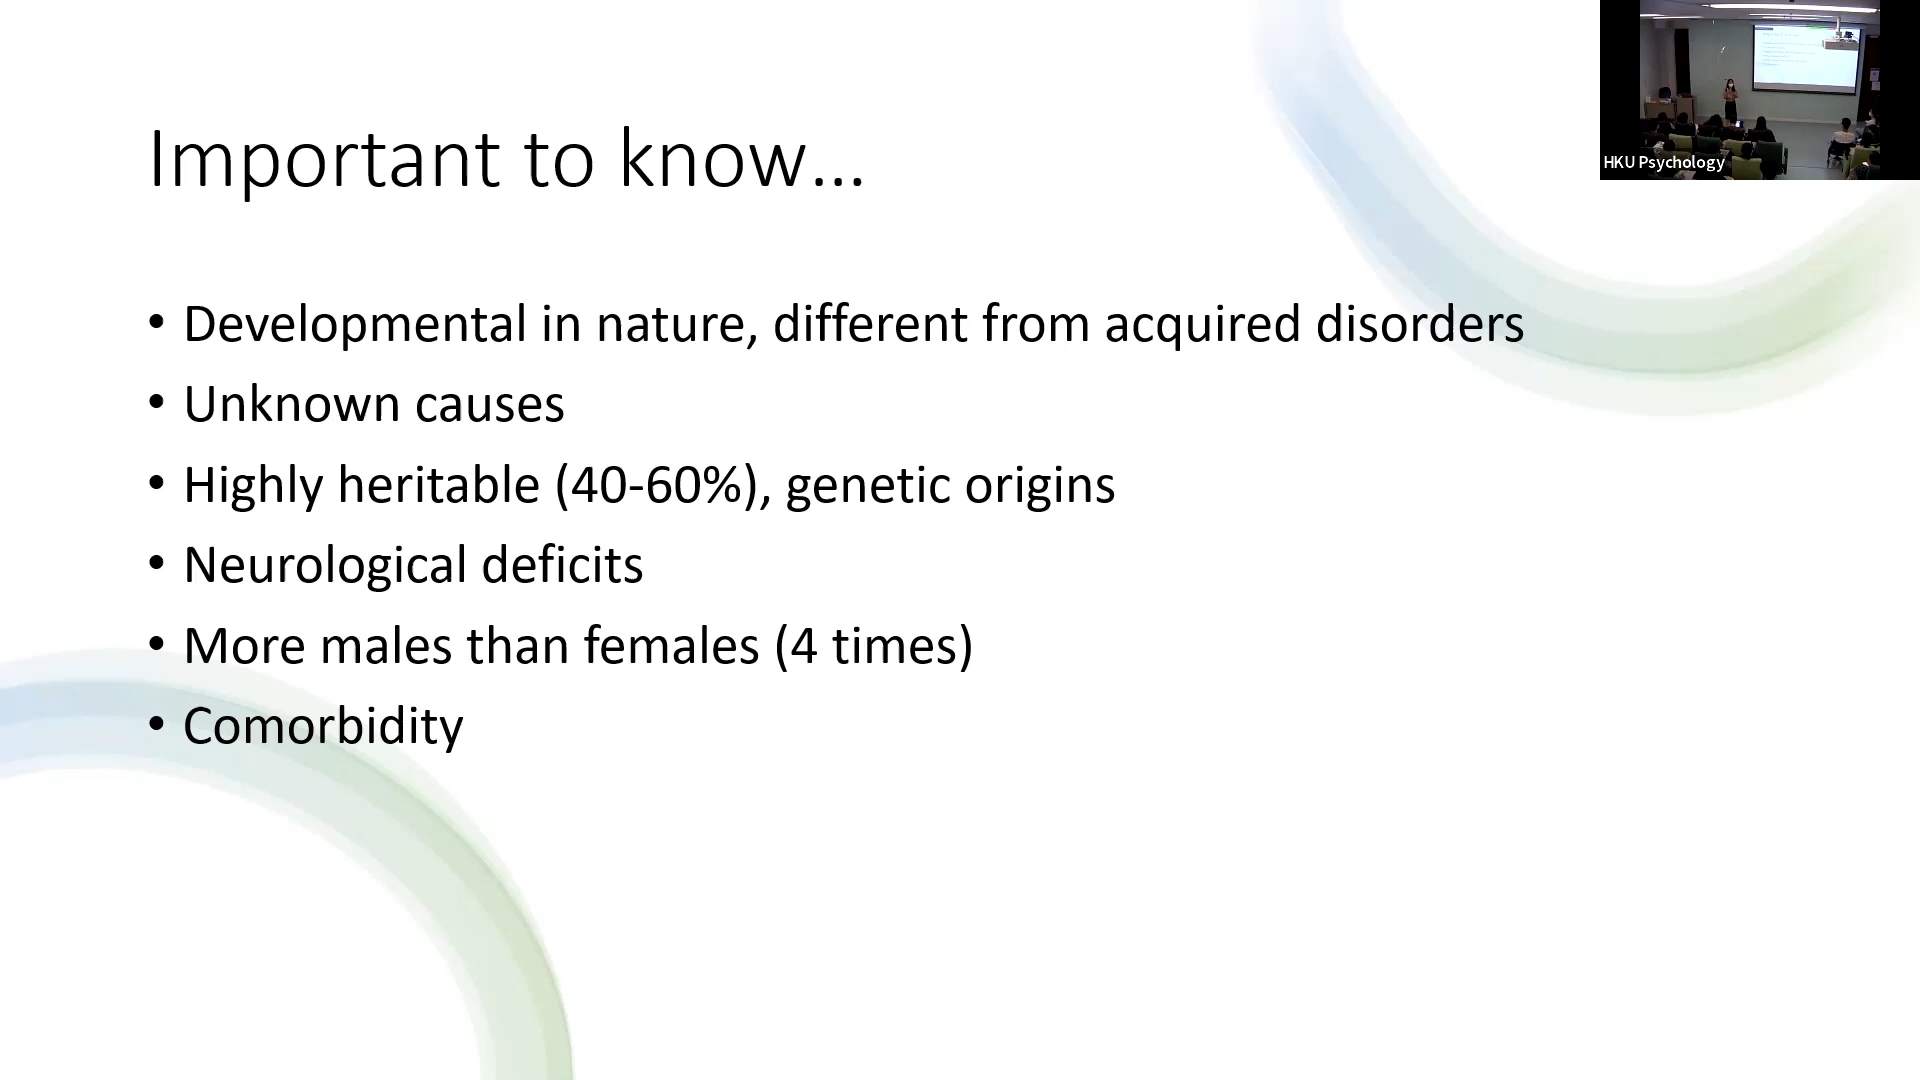 Important to know...
• Developmental in nature, different from acquired disorders
• Unknown causes
• Highly heritable (40-60%), genetic origins
• Neurological deficits
• More males than females (4 times)
• Comorbidity
HKU Psychology